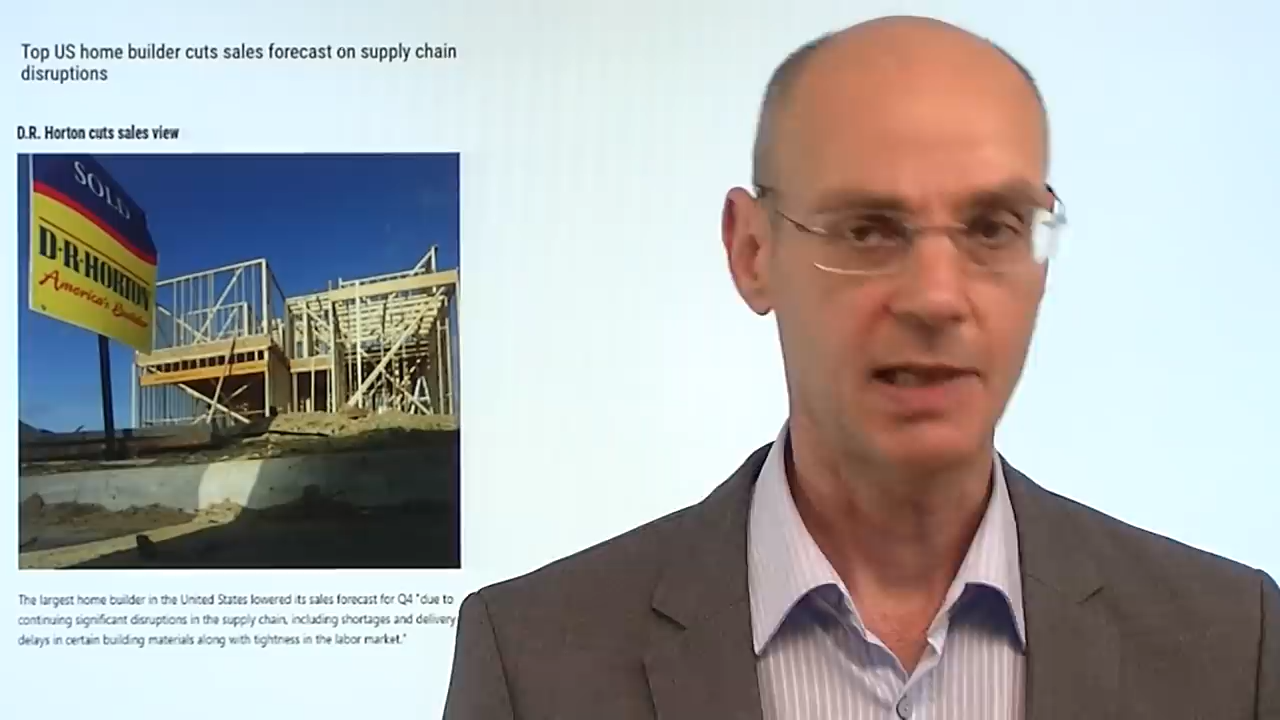 Top US home builder cuts sales forecast on supply chain
disruptions
D.R. Horton cuts sales view
SOLD
D·R·HORTON
America's Builder
The largest home builder in the United States lowered its sales forecast for Q4 "due to
continuing significant disruptions in the supply chain, including shortages and delivery
delays in certain building materials along with tightness in the labor market."